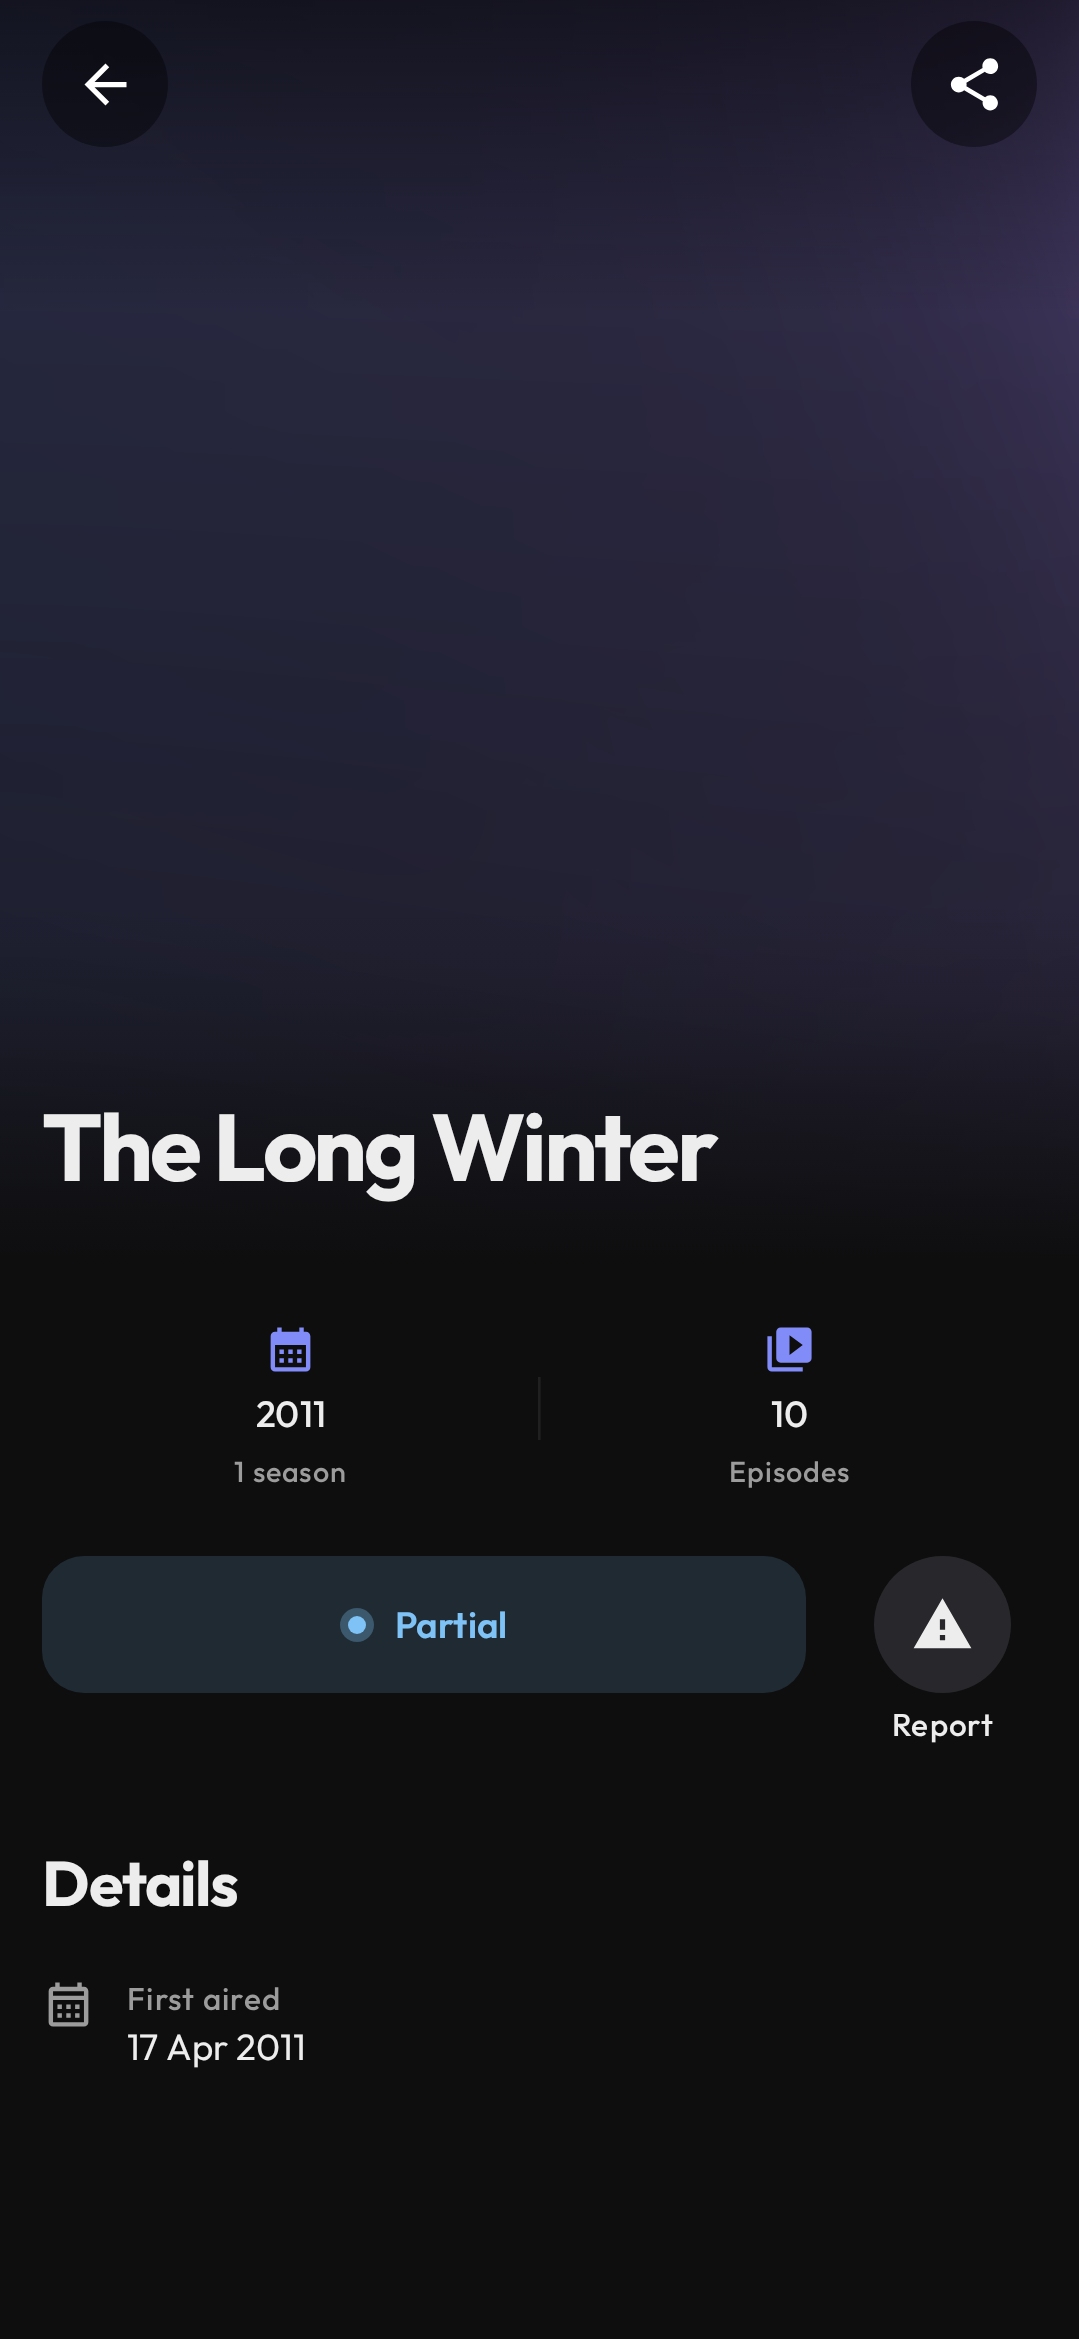 The Long Winter
2011
1 season
10
Episodes
Partial
Report
Details
First aired
17 Apr 2011